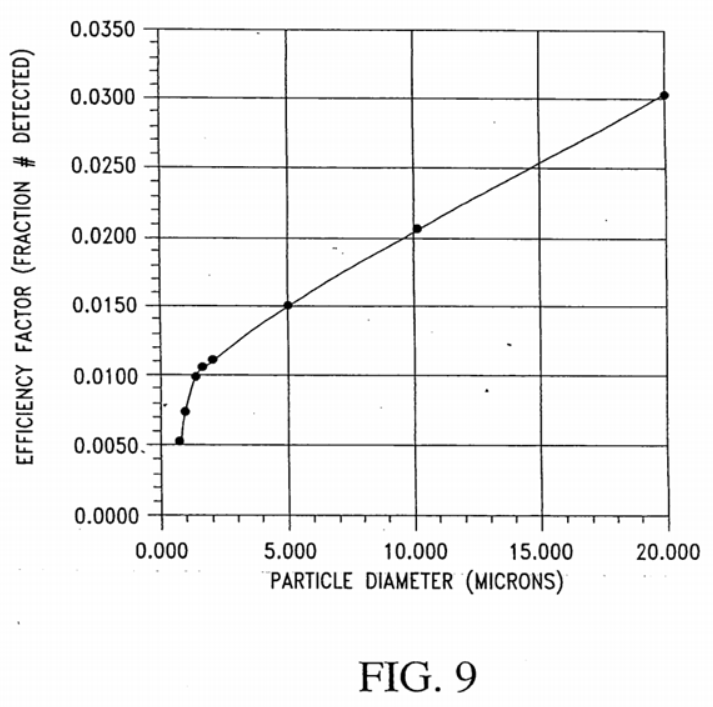 EFFICIENCY FACTOR (FRACTION # DETECTED)
0.0350
0.0300
0.0250
0.0200
0.0150
0.0100
0.0050
0.0000
0.000 5.000 10.000 15.000 20.000
PARTICLE DIAMETER (MICRONS)
FIG. 9